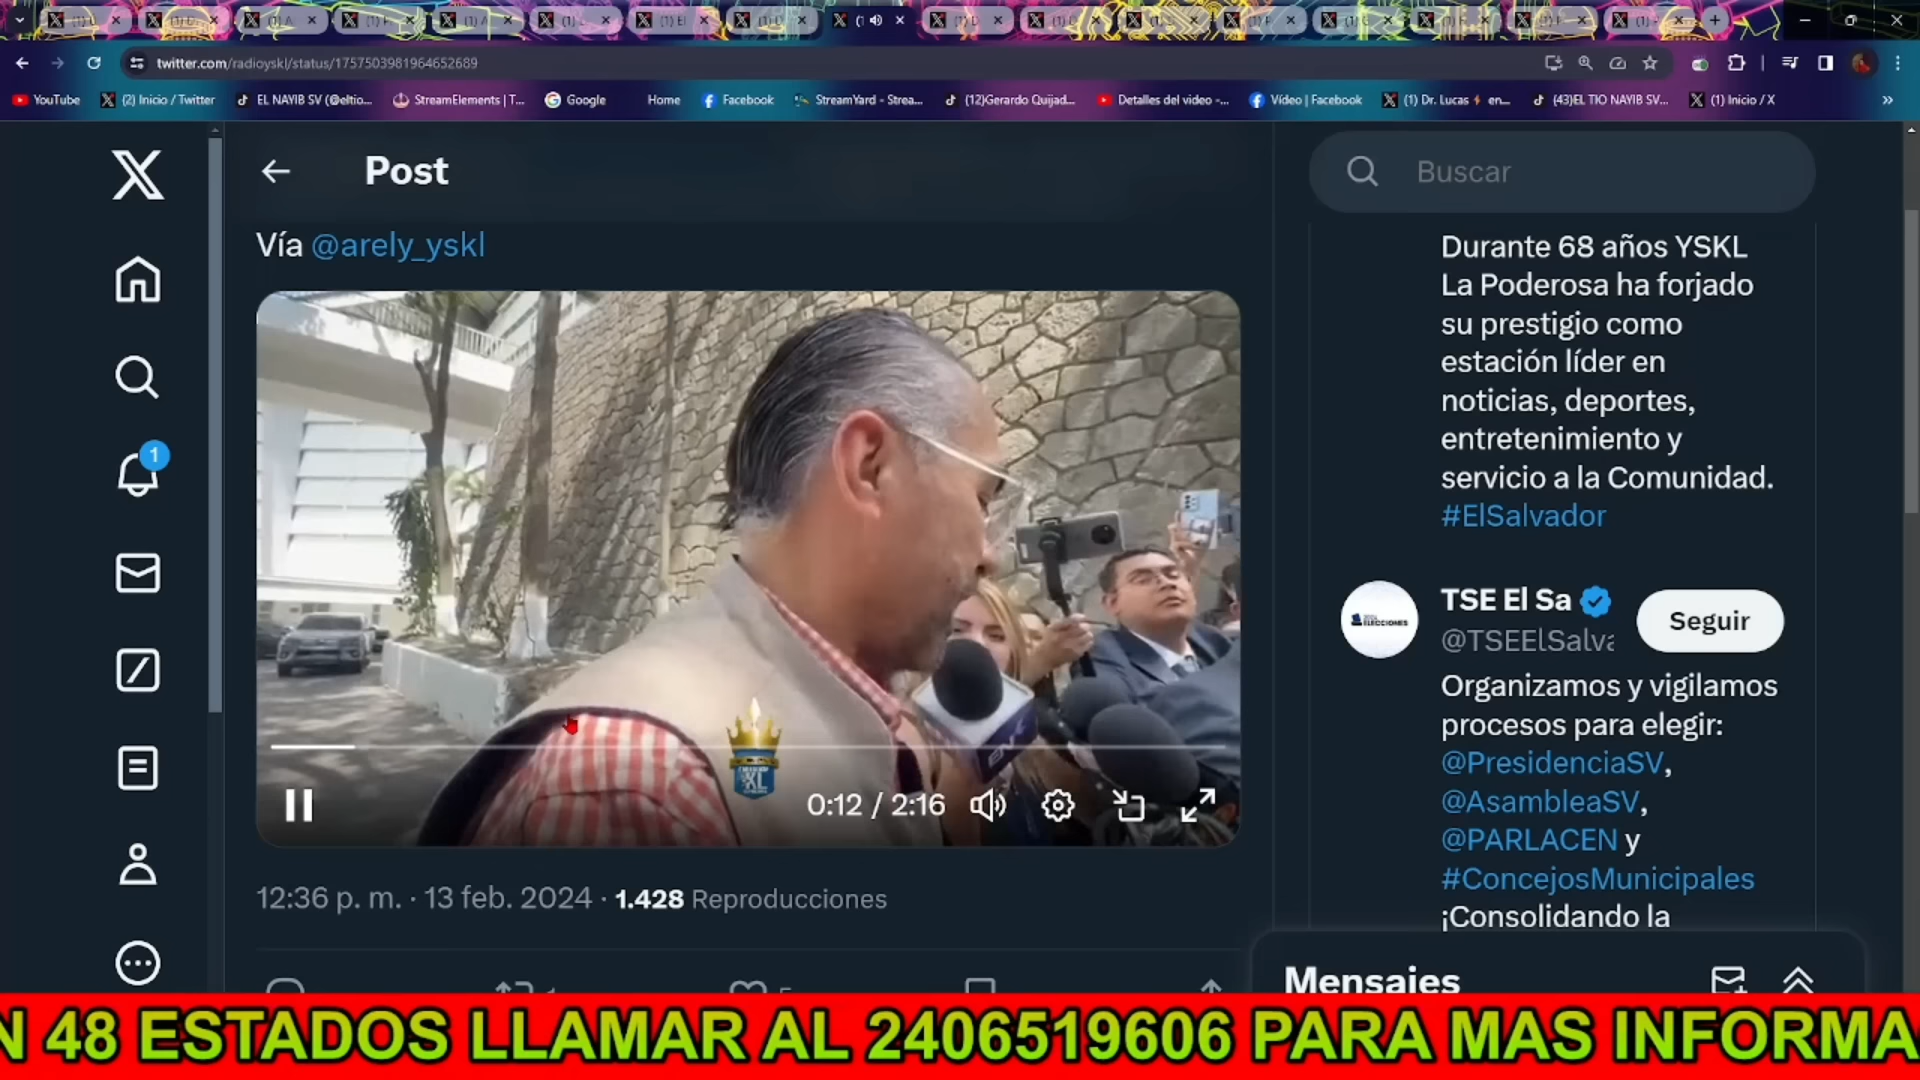 twitter.com/radioyskl/status/1757503981964652689
YouTube
(2) Inicio / Twitter
EL NAYIB SV (@eltio...
StreamElements | T...
Google
Home
Facebook
StreamYard - Strea...
(12)Gerardo Quijad...
Detalles del video -...
Video | Facebook
(1) Dr. Lucas⚡ en...
(43)EL TIO NAYIB SV...
(1) Inicio / X
Post
Buscar
Vía @arely_yskl
Durante 68 años YSKL
La Poderosa ha forjado
su prestigio como
estación líder en
noticias, deportes,
entretenimiento y
servicio a la Comunidad.
#ElSalvador
1
TSE El Sa
@TSEElSalva
Seguir
Organizamos y vigilamos
procesos para elegir:
@PresidenciaSV,
@AsambleaSV,
@PARLACEN y
#ConcejosMunicipales
¡Consolidando la
0:12 / 2:16
12:36 p. m. · 13 feb. 2024 · 1.428 Reproducciones
Mensajes
N 48 ESTADOS LLAMAR AL 2406519606 PARA MAS INFORMA